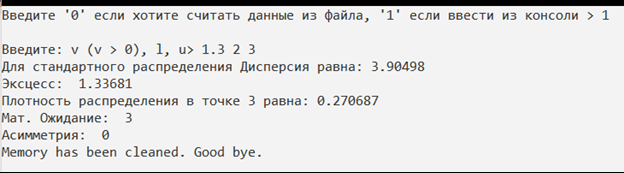 Введите '0' если хотите считать данные из файла, '1' если ввести из консоли > 1
Введите: v (v > 0), l, u> 1.3 2 3
Для стандартного распределения Дисперсия равна: 3.90498
Эксцесс:  1.33681
Плотность распределения в точке 3 равна: 0.270687
Мат. Ожидание:  3
Асимметрия:  0
Memory has been cleaned. Good bye.